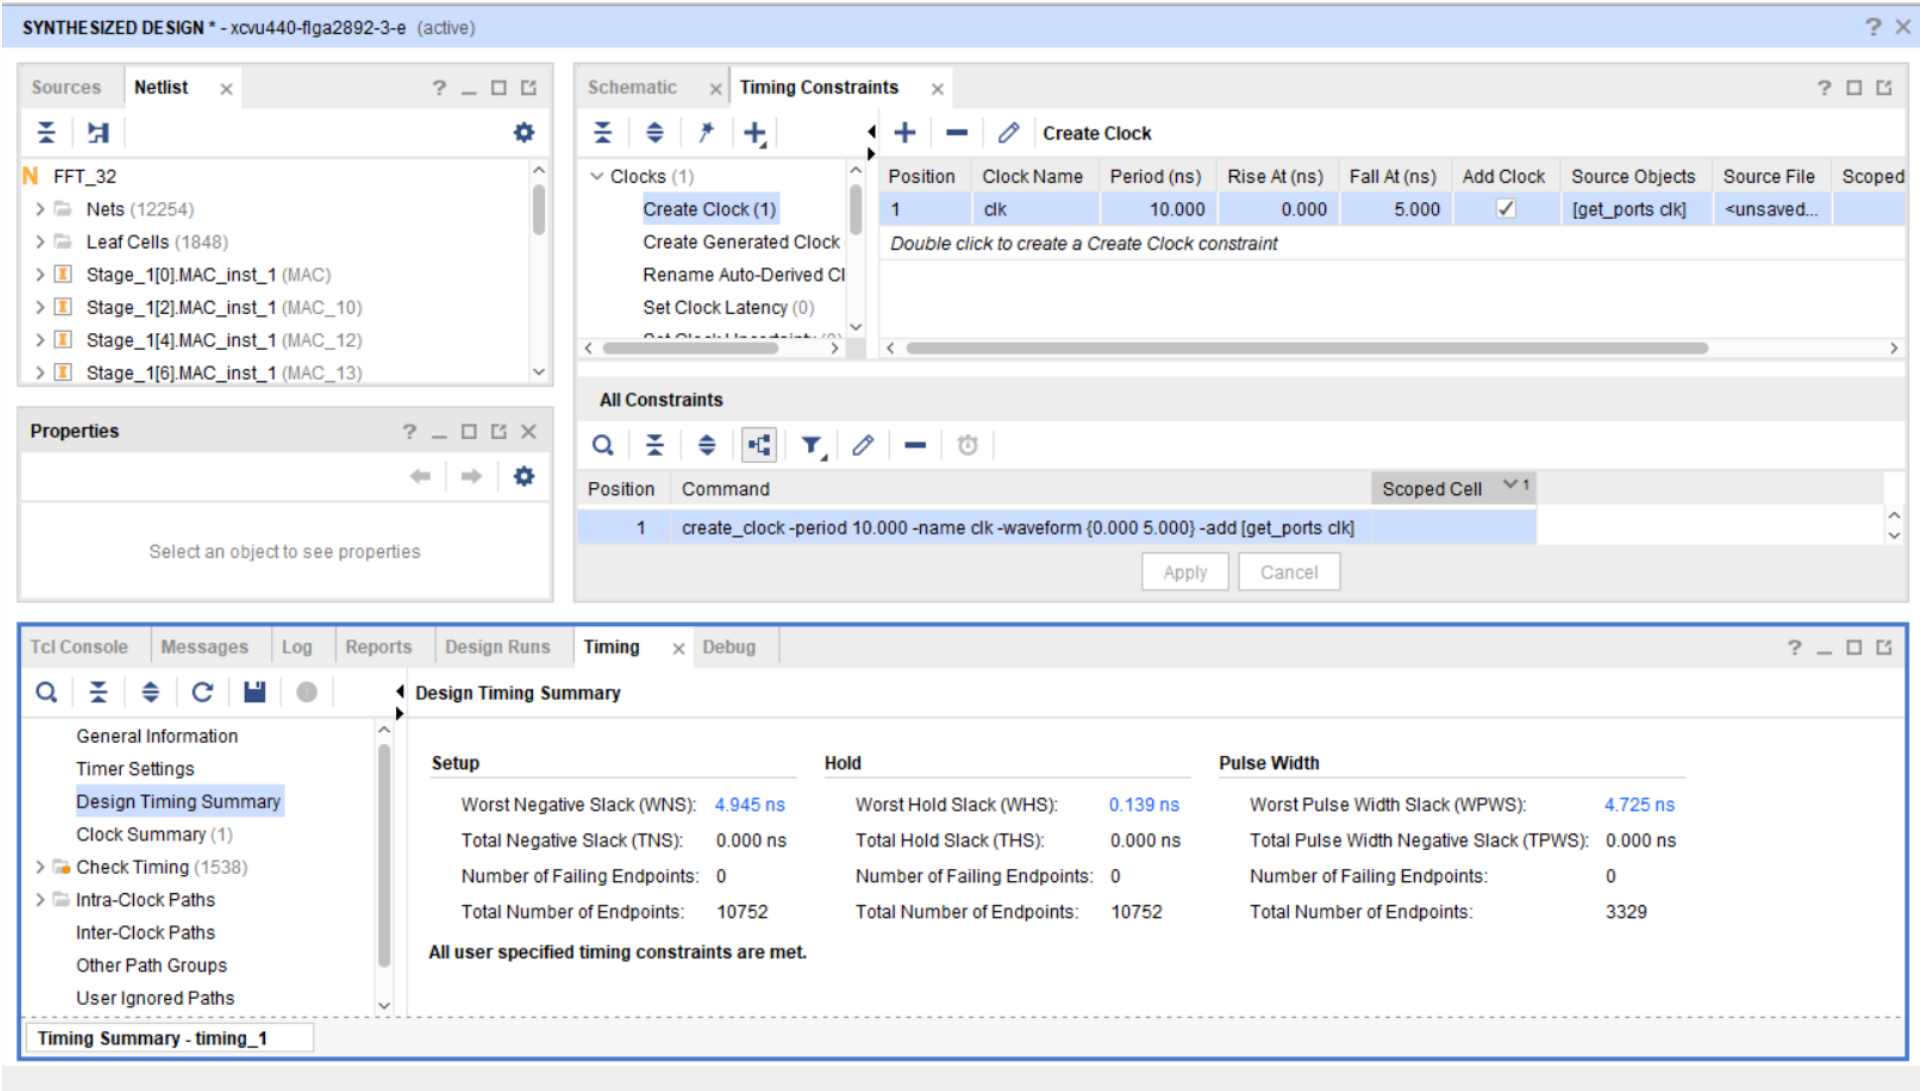 SYNTHESIZED DESIGN * - xcvu440-flga2892-3-e (active)
Sources
Netlist
FFT_32
Nets (12254)
Leaf Cells (1848)
Stage_1[0].MAC_inst_1 (MAC)
Stage_1[2].MAC_inst_1 (MAC_10)
Stage_1[4].MAC_inst_1 (MAC_12)
Stage_1[6].MAC_inst_1 (MAC_13)
Properties
Select an object to see properties
Schematic
Timing Constraints
Clocks (1)
Create Clock (1)
Create Generated Clock
Rename Auto-Derived Cl
Set Clock Latency (0)
Set Clock Uncertainty (0)
Create Clock
Position Clock Name Period (ns) Rise At (ns) Fall At (ns) Add Clock Source Objects Source File Scoped
1 clk 10.000 0.000 5.000 [get_ports clk] <unsaved...
Double click to create a Create Clock constraint
All Constraints
Position Command Scoped Cell 1
1 create_clock -period 10.000 -name clk -waveform {0.000 5.000} -add [get_ports clk]
Apply Cancel
Tcl Console Messages Log Reports Design Runs Timing Debug
General Information
Timer Settings
Design Timing Summary
Clock Summary (1)
Check Timing (1538)
Intra-Clock Paths
Inter-Clock Paths
Other Path Groups
User Ignored Paths
Design Timing Summary
Setup
Worst Negative Slack (WNS): 4.945 ns
Total Negative Slack (TNS): 0.000 ns
Number of Failing Endpoints: 0
Total Number of Endpoints: 10752
Hold
Worst Hold Slack (WHS): 0.139 ns
Total Hold Slack (THS): 0.000 ns
Number of Failing Endpoints: 0
Total Number of Endpoints: 10752
Pulse Width
Worst Pulse Width Slack (WPWS): 4.725 ns
Total Pulse Width Negative Slack (TPWS): 0.000 ns
Number of Failing Endpoints: 0
Total Number of Endpoints: 3329
All user specified timing constraints are met.
Timing Summary - timing_1